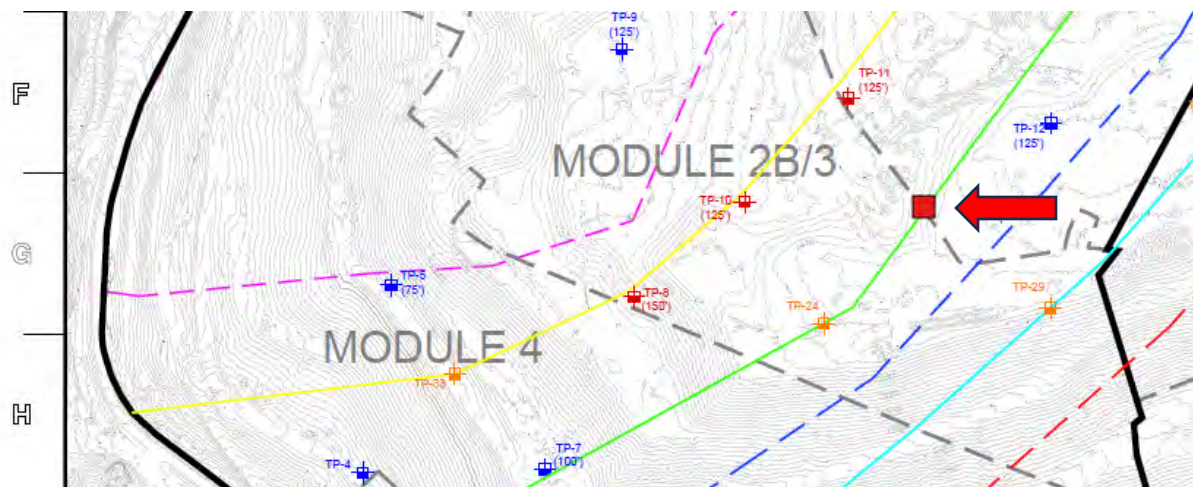 TP-9
(125')
F
TP-11
(125')
TP-12
(125')
MODULE 2B/3
TP-10
(125')
G
TP-5
(75')
TP-8
(150')
TP-24
TP-29
MODULE 4
TP-33
H
TP-7
(100')
TP-4